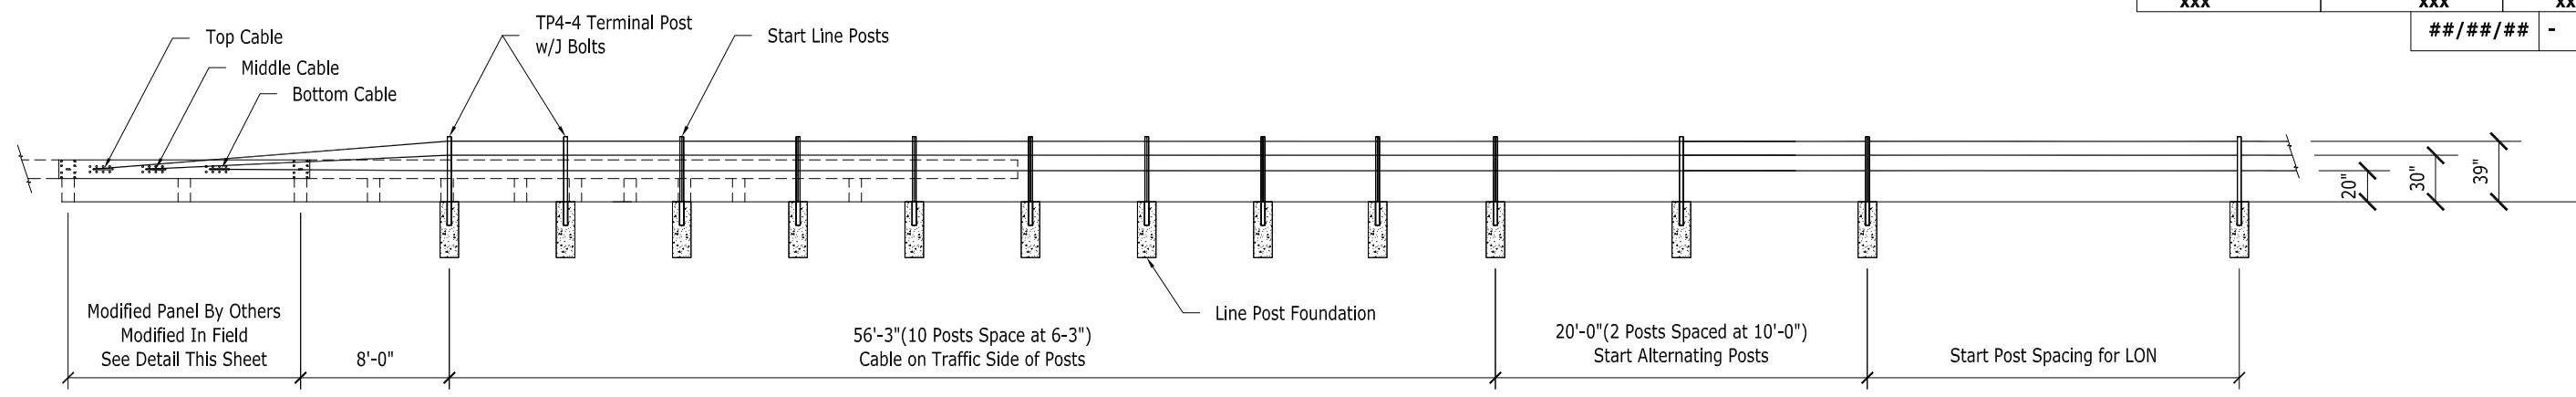 xxx
xxx
xx
##/##/##
-
TP4-4 Terminal Post
w/J Bolts
Top Cable
Start Line Posts
Middle Cable
Bottom Cable
20"
30"
39"
Modified Panel By Others
Modified In Field
See Detail This Sheet
8'-0"
Line Post Foundation
56'-3"(10 Posts Space at 6-3")
Cable on Traffic Side of Posts
20'-0"(2 Posts Spaced at 10'-0")
Start Alternating Posts
Start Post Spacing for LON